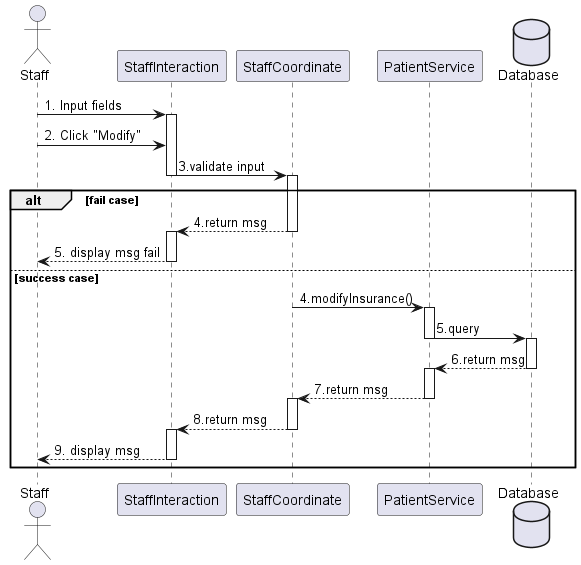 Staff
StaffInteraction
StaffCoordinate
PatientService
Database
1. Input fields
2. Click "Modify"
3.validate input
alt
[fail case]
4.return msg
5. display msg fail
[success case]
4.modifyInsurance()
5.query
6.return msg
7.return msg
8.return msg
9. display msg
Staff
StaffInteraction
StaffCoordinate
PatientService
Database